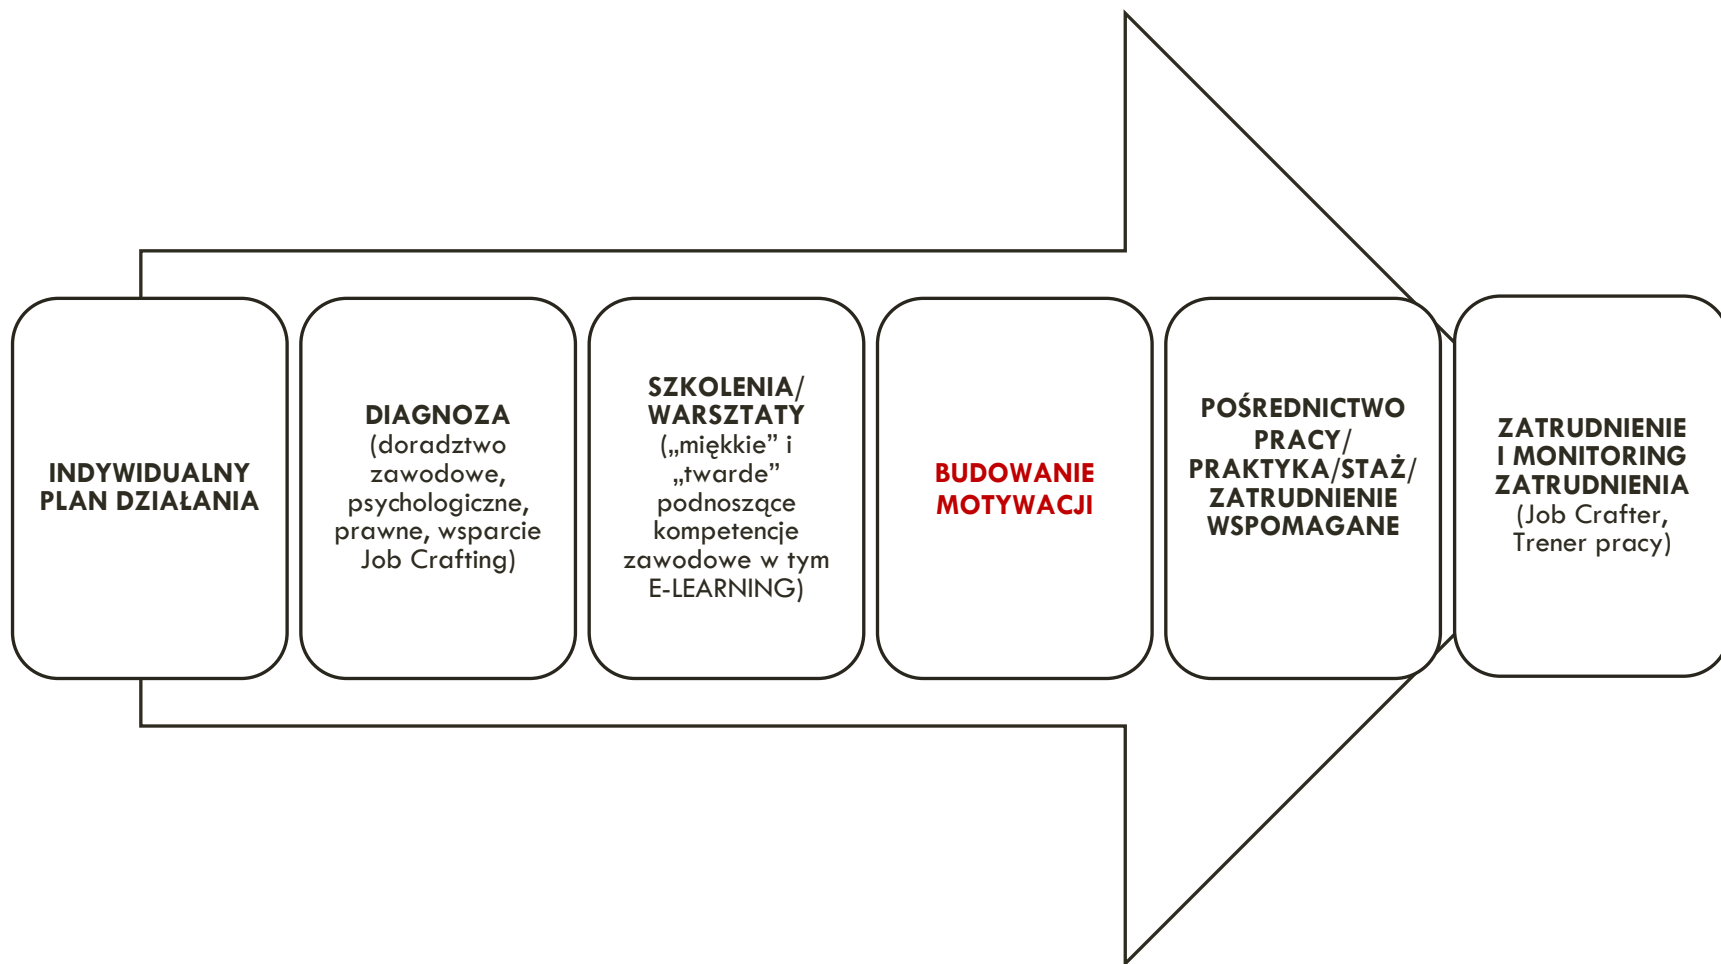 INDYWIDUALNY
PLAN DZIAŁANIA
DIAGNOZA
(doradztwo
zawodowe,
psychologiczne,
prawne, wsparcie
Job Crafting)
SZKOLENIA/
WARSZTATY
(„miękkie” i
„twarde”
podnoszące
kompetencje
zawodowe w tym
E-LEARNING)
BUDOWANIE
MOTYWACJI
POŚREDNICTWO
PRACY/
PRAKTYKA/STAŻ/
ZATRUDNIENIE
WSPOMAGANE
ZATRUDNIENIE
I MONITORING
ZATRUDNIENIA
(Job Crafter,
Trener pracy)